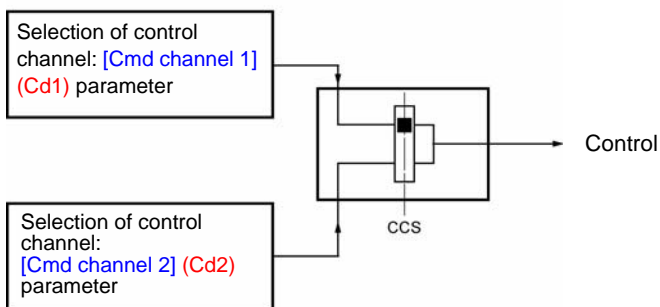 Selection of control
channel: [Cmd channel 1]
(Cd1) parameter
Control
CCS
Selection of control
channel:
[Cmd channel 2] (Cd2)
parameter